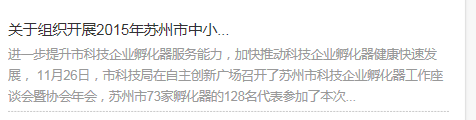 关于组织开展2015年苏州市中小...
进一步提升市科技企业孵化器服务能力，加快推动科技企业孵化器健康快速发
展， 11月26日，市科技局在自主创新广场召开了苏州市科技企业孵化器工作座
谈会暨协会年会，苏州市73家孵化器的128名代表参加了本次...